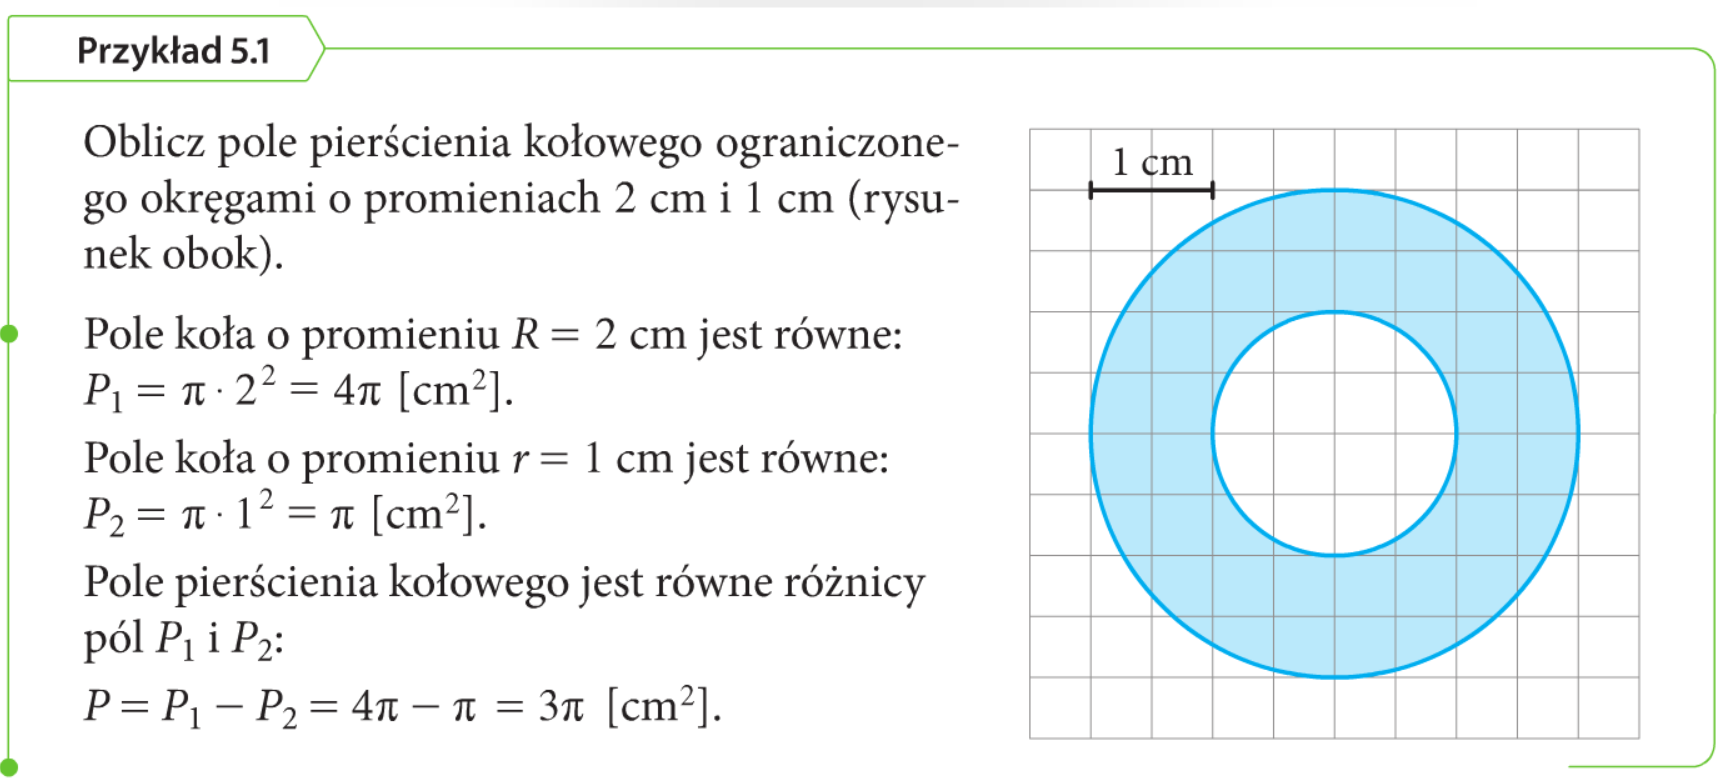 Przykład 5.1
Oblicz pole pierścienia kołowego ograniczone-
go okręgami o promieniach 2 cm i 1 cm (rysu-
nek obok).
Pole koła o promieniu R = 2 cm jest równe:
P₁ = π · 2² = 4π [cm²].
Pole koła o promieniu r = 1 cm jest równe:
P₂ = π · 1² = π [cm²].
Pole pierścienia kołowego jest równe różnicy
pól P₁ i P₂:
P = P₁ − P₂ = 4π − π = 3π [cm²].
1 cm